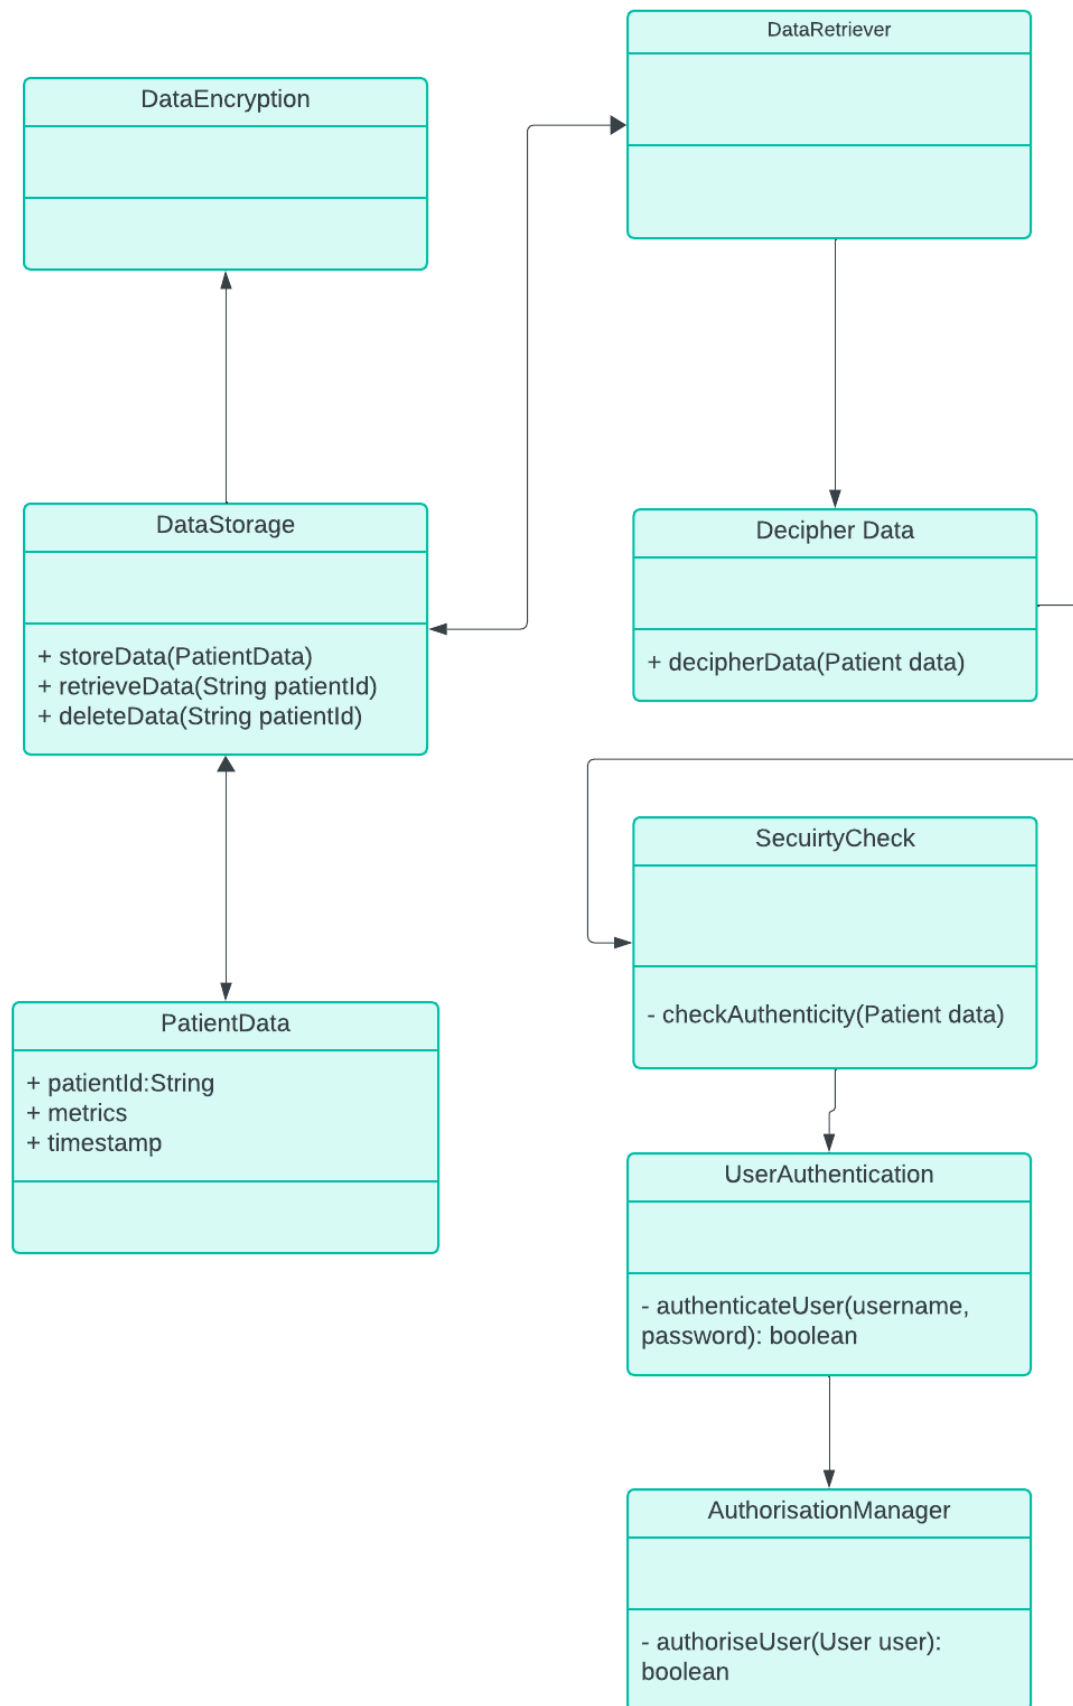 DataRetriever
DataEncryption
DataStorage
+ storeData(PatientData)
+ retrieveData(String patientId)
+ deleteData(String patientId)
Decipher Data
+ decipherData(Patient data)
SecuirtyCheck
- checkAuthenticity(Patient data)
PatientData
+ patientId:String
+ metrics
+ timestamp
UserAuthentication
- authenticateUser(username,
password): boolean
AuthorisationManager
- authoriseUser(User user):
boolean